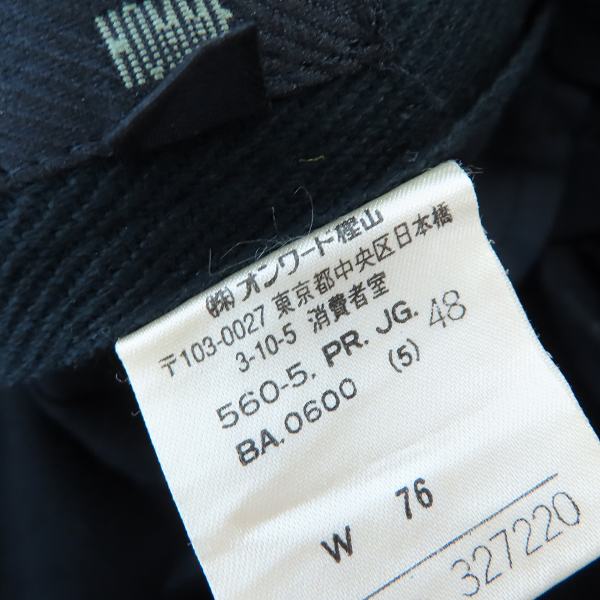 HOMME
㈱オンワード樫山
〒103-0027 東京都中央区日本橋
3-10-5 消費者室
560-5. PR. JG. 48
BA.0600 (5)
W 76
327220